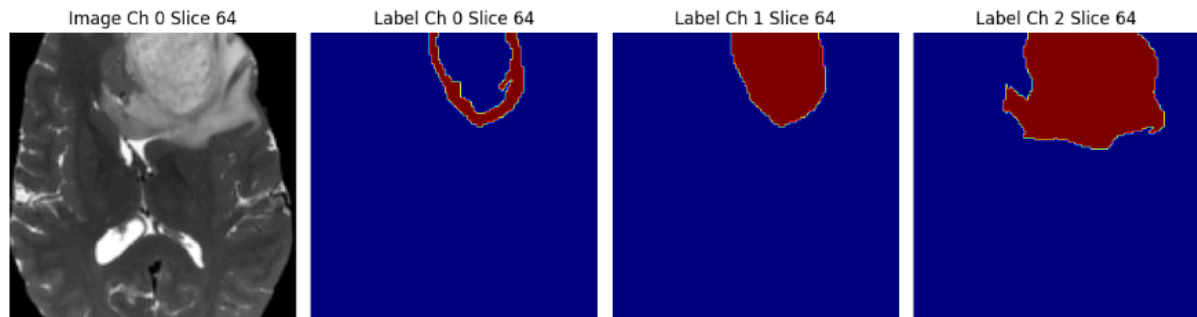 Image Ch 0 Slice 64
Label Ch 0 Slice 64
Label Ch 1 Slice 64
Label Ch 2 Slice 64